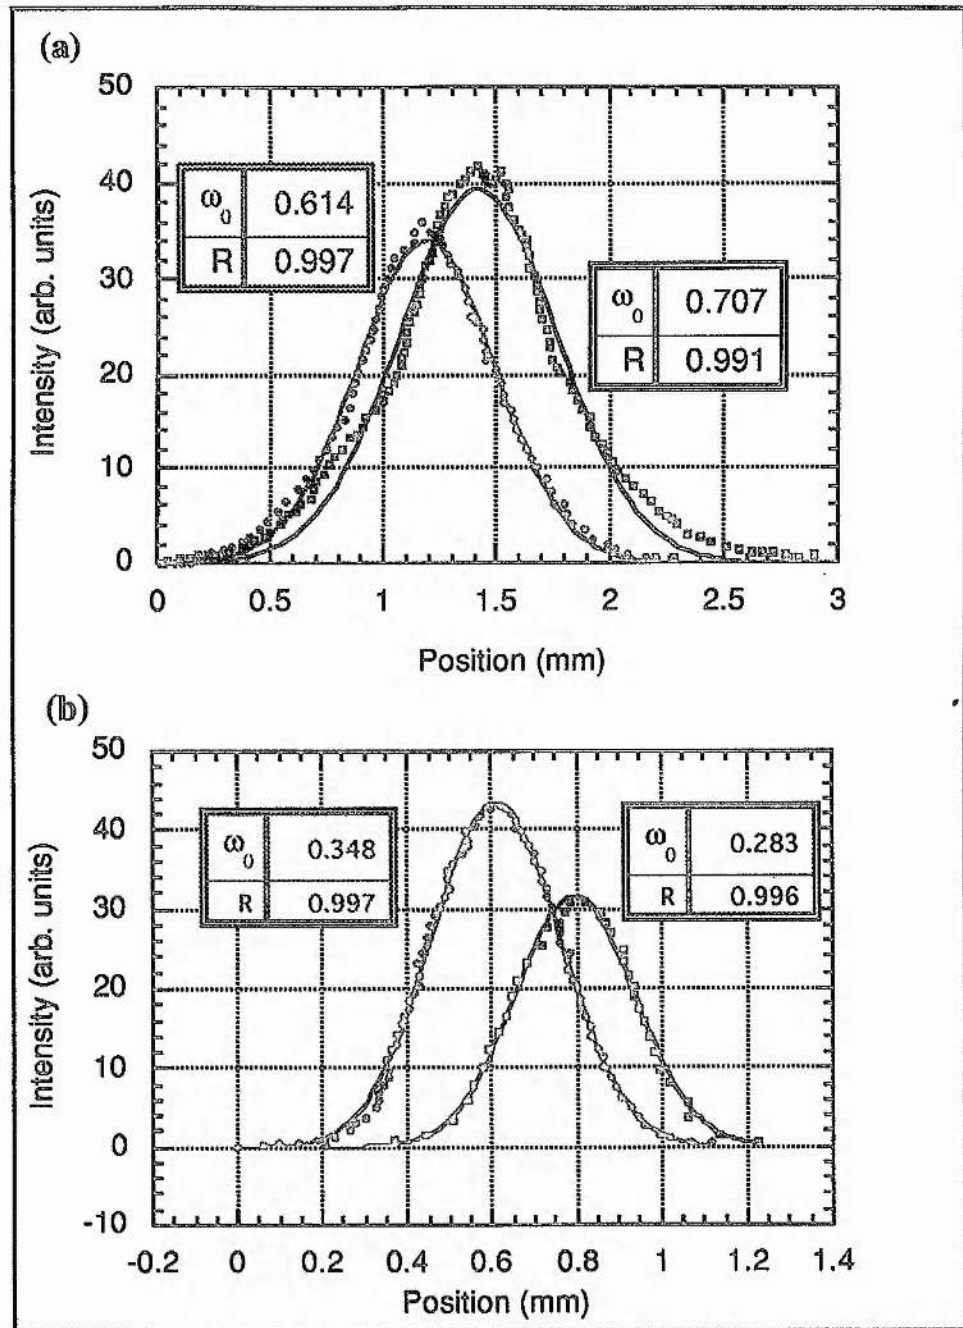 (a)
50
40
30
20
10
0
Intensity (arb. units)
ω0 0.614
R 0.997
ω0 0.707
R 0.991
0 0.5 1 1.5 2 2.5 3
Position (mm)
(b)
50
40
30
20
10
0
-10
Intensity (arb. units)
ω0 0.348
R 0.997
ω0 0.283
R 0.996
-0.2 0 0.2 0.4 0.6 0.8 1 1.2 1.4
Position (mm)